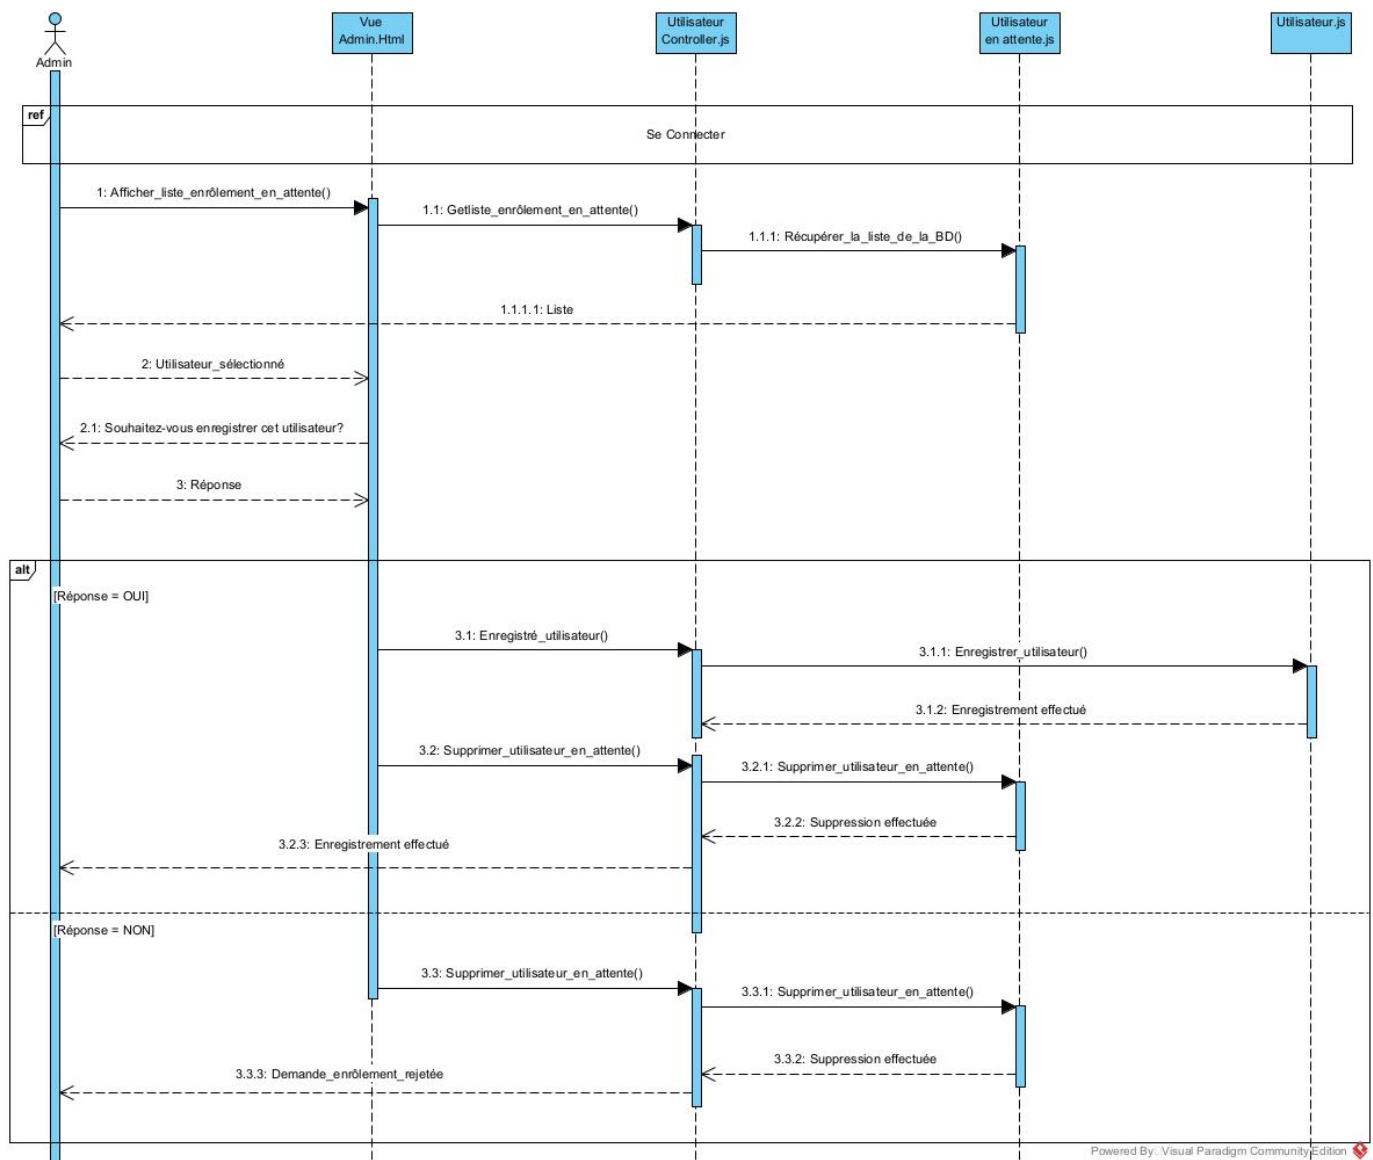 Admin
Vue
Admin.Html
Utilisateur
Controller.js
Utilisateur
en attente.js
Utilisateur.js
ref
Se Connecter
1: Afficher_liste_enrôlement_en_attente()
1.1: Getliste_enrôlement_en_attente()
1.1.1: Récupérer_la_liste_de_la_BD()
1.1.1.1: Liste
2: Utilisateur_sélectionné
2.1: Souhaitez-vous enregistrer cet utilisateur?
3: Réponse
alt
[Réponse = OUI]
3.1: Enregistré_utilisateur()
3.1.1: Enregistrer_utilisateur()
3.1.2: Enregistrement effectué
3.2: Supprimer_utilisateur_en_attente()
3.2.1: Supprimer_utilisateur_en_attente()
3.2.2: Suppression effectuée
3.2.3: Enregistrement effectué
[Réponse = NON]
3.3: Supprimer_utilisateur_en_attente()
3.3.1: Supprimer_utilisateur_en_attente()
3.3.2: Suppression effectuée
3.3.3: Demande_enrôlement_rejetée
Powered By Visual Paradigm Community Edition